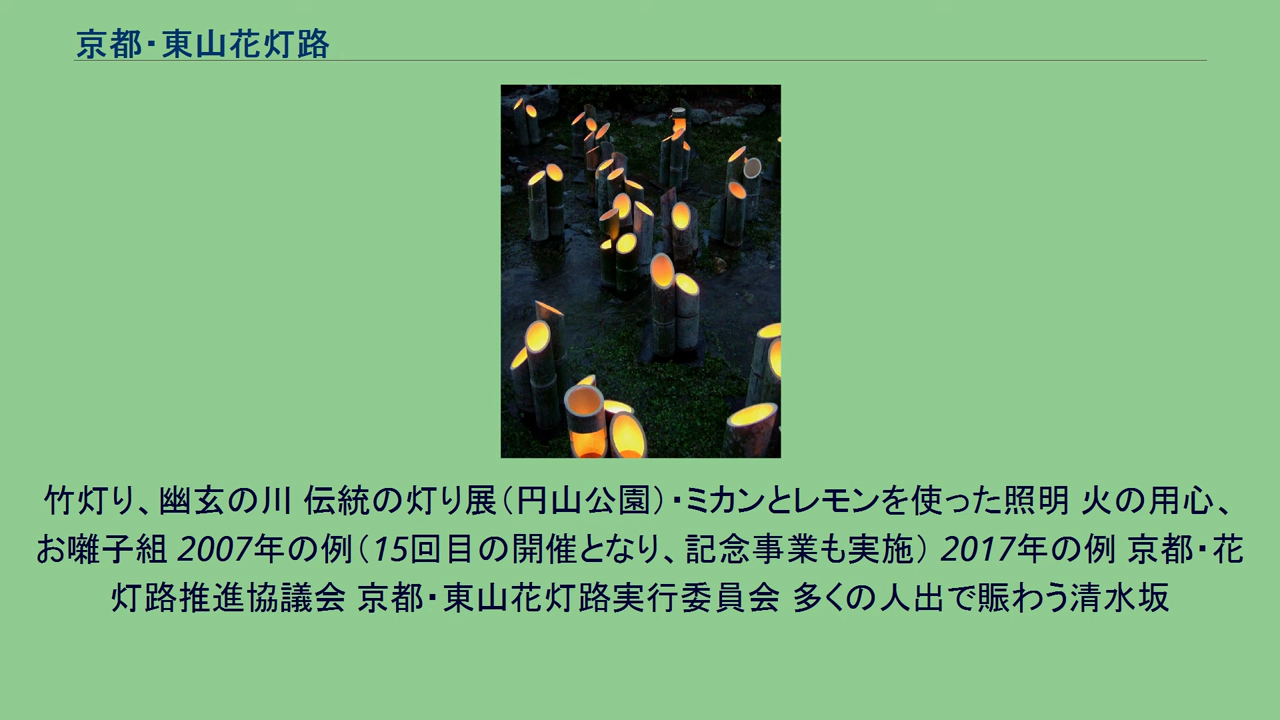 京都・東山花灯路
竹灯り、幽玄の川 伝統の灯り展（円山公園）・ミカンとレモンを使った照明 火の用心、
お囃子組 2007年の例（15回目の開催となり、記念事業も実施） 2017年の例 京都・花
灯路推進協議会 京都・東山花灯路実行委員会 多くの人出で賑わう清水坂